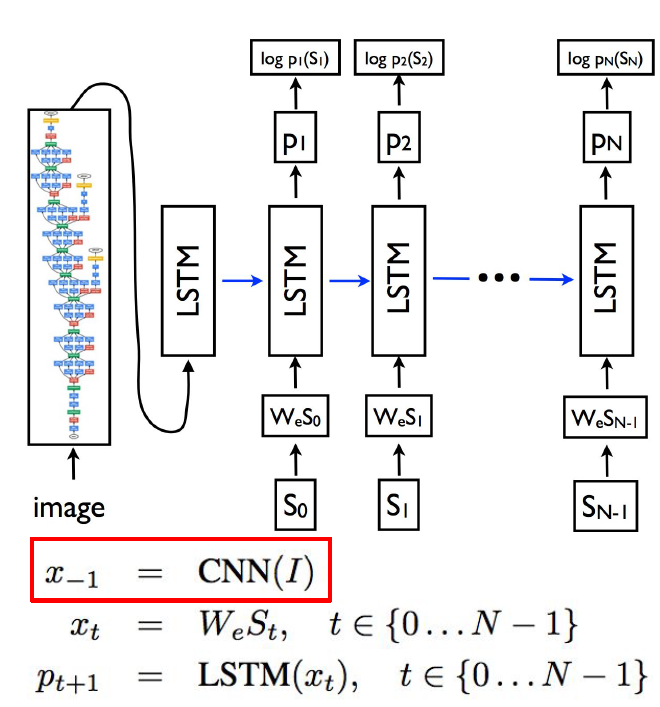 log p₁(S₁) log p₂(S₂) log pN(SN)
p₁ p₂ pN
LSTM LSTM LSTM LSTM
•••
WₑS₀ WₑS₁ WₑSN-1
image S₀ S₁ SN-1
x₋₁ = CNN(I)
xₜ = WₑSₜ, t ∈ {0 … N − 1}
pₜ₊₁ = LSTM(xₜ), t ∈ {0 … N − 1}